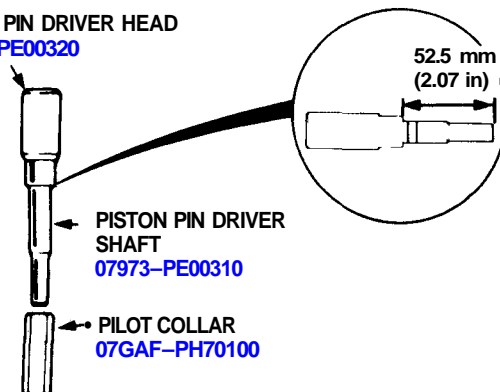 PIN DRIVER HEAD
PE00320
52.5 mm
(2.07 in)
PISTON PIN DRIVER
SHAFT
07973–PE00310
PILOT COLLAR
07GAF–PH70100